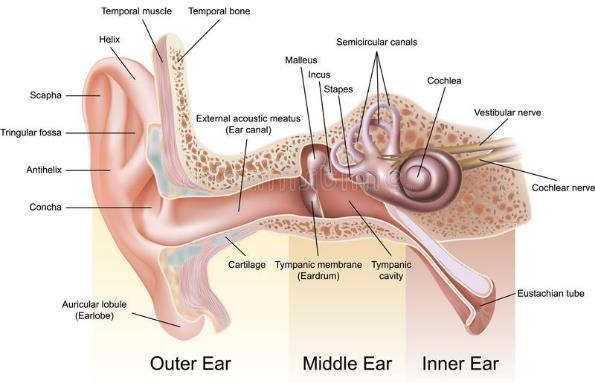 Temporal muscle
Temporal bone
Helix
Semicircular canals
Malleus
Incus
Stapes
Cochlea
Scapha
Vestibular nerve
External acoustic meatus
(Ear canal)
Tringular fossa
Antihelix
Cochlear nerve
Concha
Cartilage
Tympanic membrane
(Eardrum)
Tympanic
cavity
Eustachian tube
Auricular lobule
(Earlobe)
Outer Ear
Middle Ear
Inner Ear